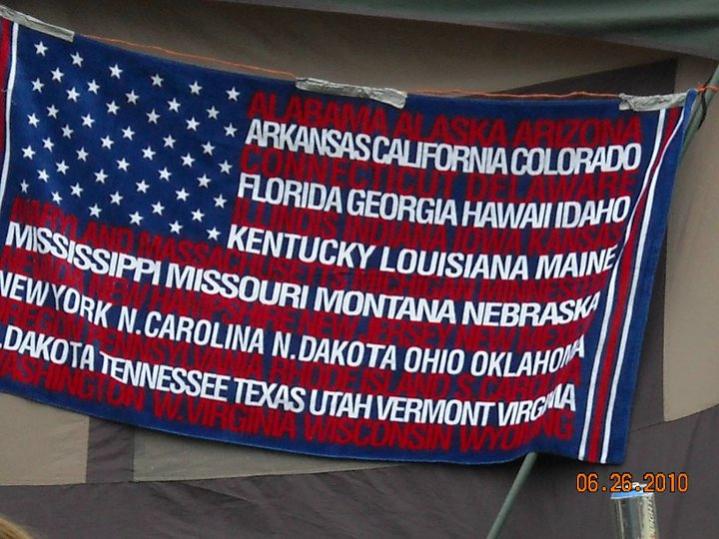 ALABAMA ALASKA ARIZONA
ARKANSAS CALIFORNIA COLORADO
CONNECTICUT DELAWARE
FLORIDA GEORGIA HAWAII IDAHO
ILLINOIS INDIANA IOWA KANSAS
KENTUCKY LOUISIANA MAINE
MARYLAND MASSACHUSETTS MICHIGAN MINNESOTA
MISSISSIPPI MISSOURI MONTANA NEBRASKA
NEW HAMPSHIRE NEW JERSEY NEW MEXICO
NEW YORK N.CAROLINA N.DAKOTA OHIO OKLAHOMA
OREGON PENNSYLVANIA RHODE ISLAND S.CAROLINA
.DAKOTA TENNESSEE TEXAS UTAH VERMONT VIRGINIA
WASHINGTON W.VIRGINIA WISCONSIN WYOMING
06.26.2010